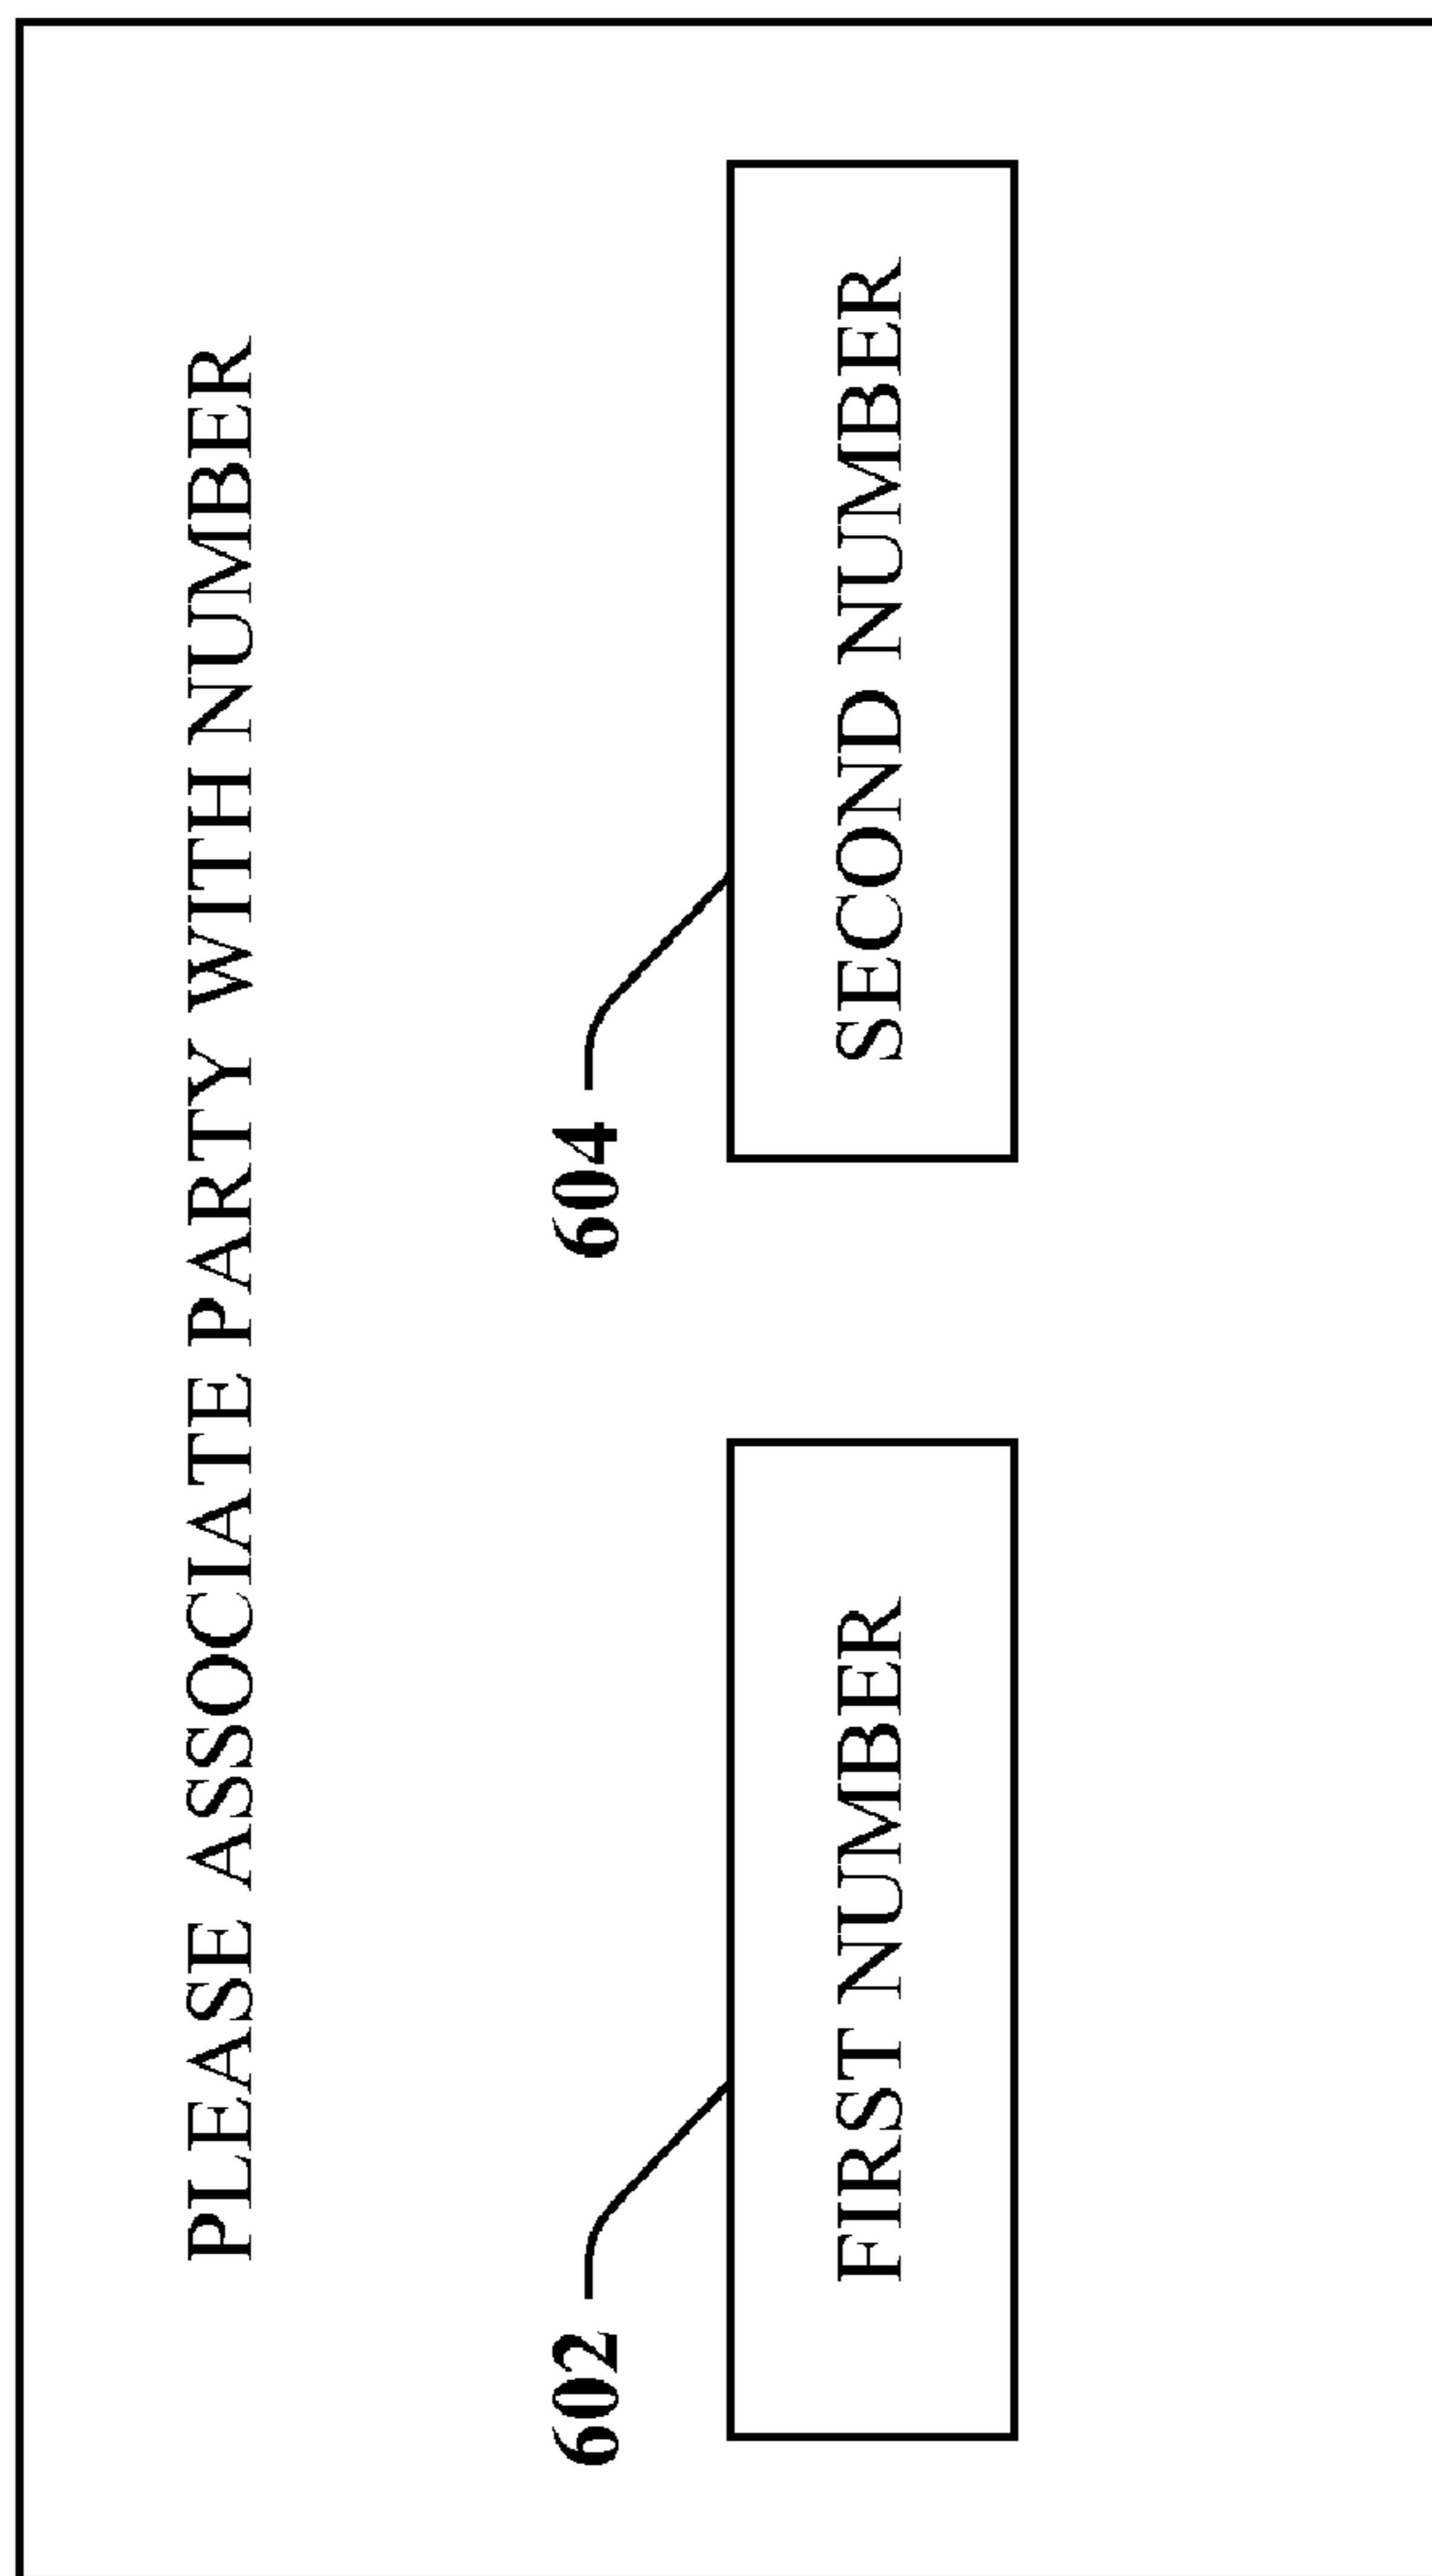 PLEASE ASSOCIATE PARTY WITH NUMBER
602
604
FIRST NUMBER
SECOND NUMBER